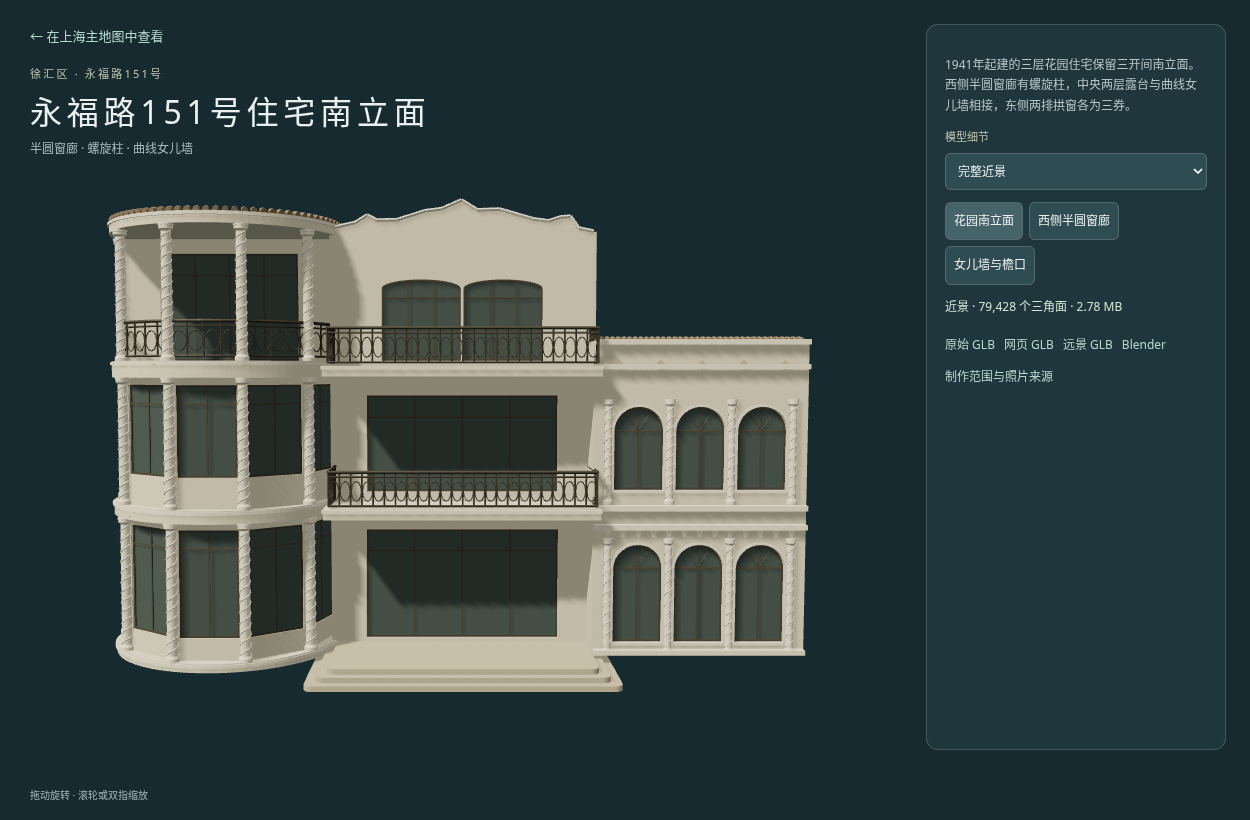 ← 在上海主地图中查看
徐汇区 · 永福路151号
永福路151号住宅南立面
半圆窗廊 · 螺旋柱 · 曲线女儿墙
1941年起建的三层花园住宅保留三开间南立面。
西侧半圆窗廊有螺旋柱，中央两层露台与曲线女
儿墙相接，东侧两排拱窗各为三券。
模型细节
完整近景
花园南立面 西侧半圆窗廊
女儿墙与檐口
近景 · 79,428 个三角面 · 2.78 MB
原始 GLB 网页 GLB 远景 GLB Blender
制作范围与照片来源
拖动旋转 · 滚轮或双指缩放